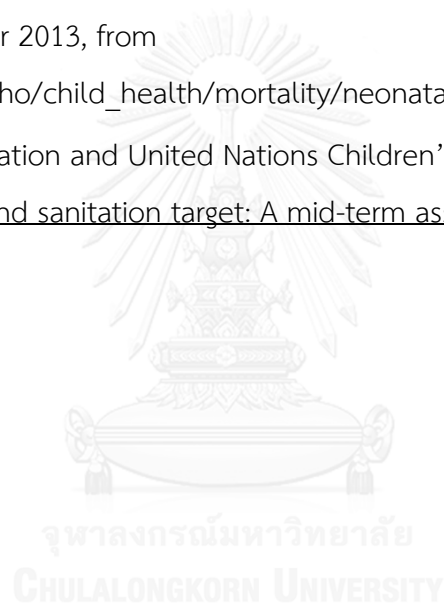 r 2013, from
ho/child_health/mortality/neonata
ation and United Nations Children'
nd sanitation target: A mid-term as
จุฬาลงกรณ์มหาวิทยาลัย
CHULALONGKORN UNIVERSITY